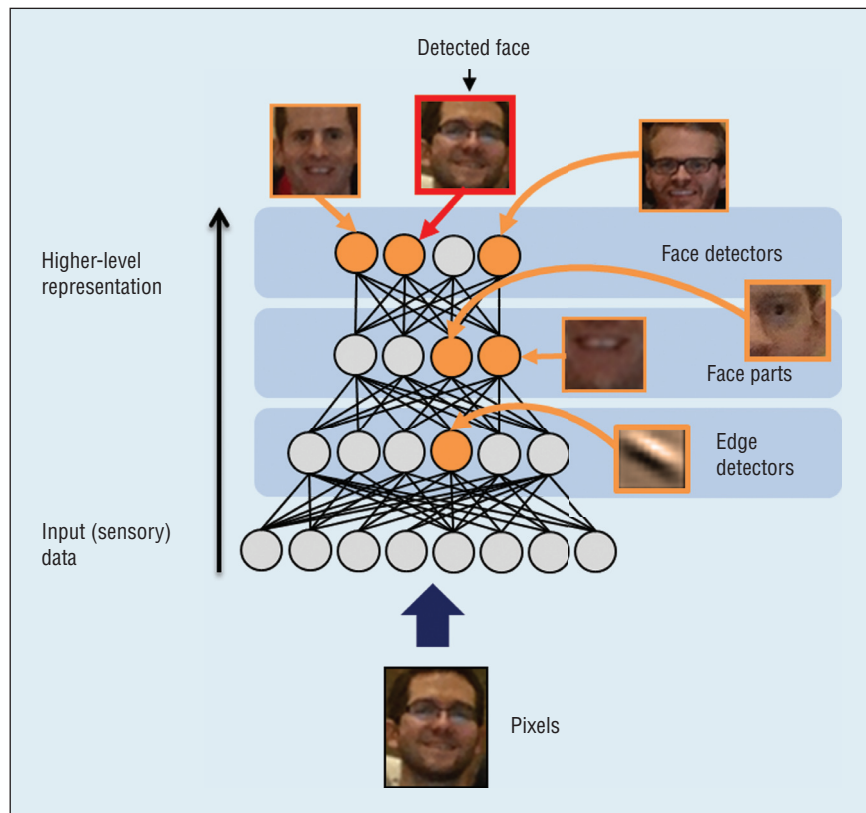 Detected face
Higher-level
representation
Face detectors
Face parts
Edge
detectors
Input (sensory)
data
Pixels